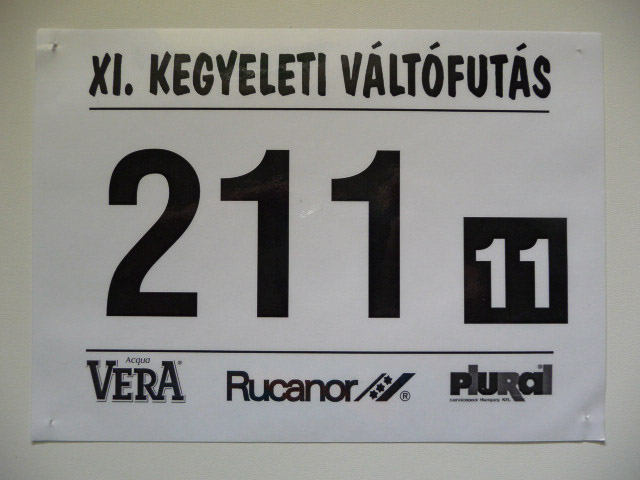 XI. KEGYELETI VÁLTÓFUTÁS
211 11
Acqua
VERA® Rucanor® Plural